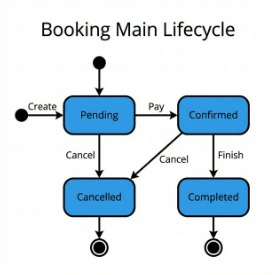 Booking Main Lifecycle
Create
Pending
Pay
Confirmed
Cancel
Cancel
Finish
Cancelled
Completed